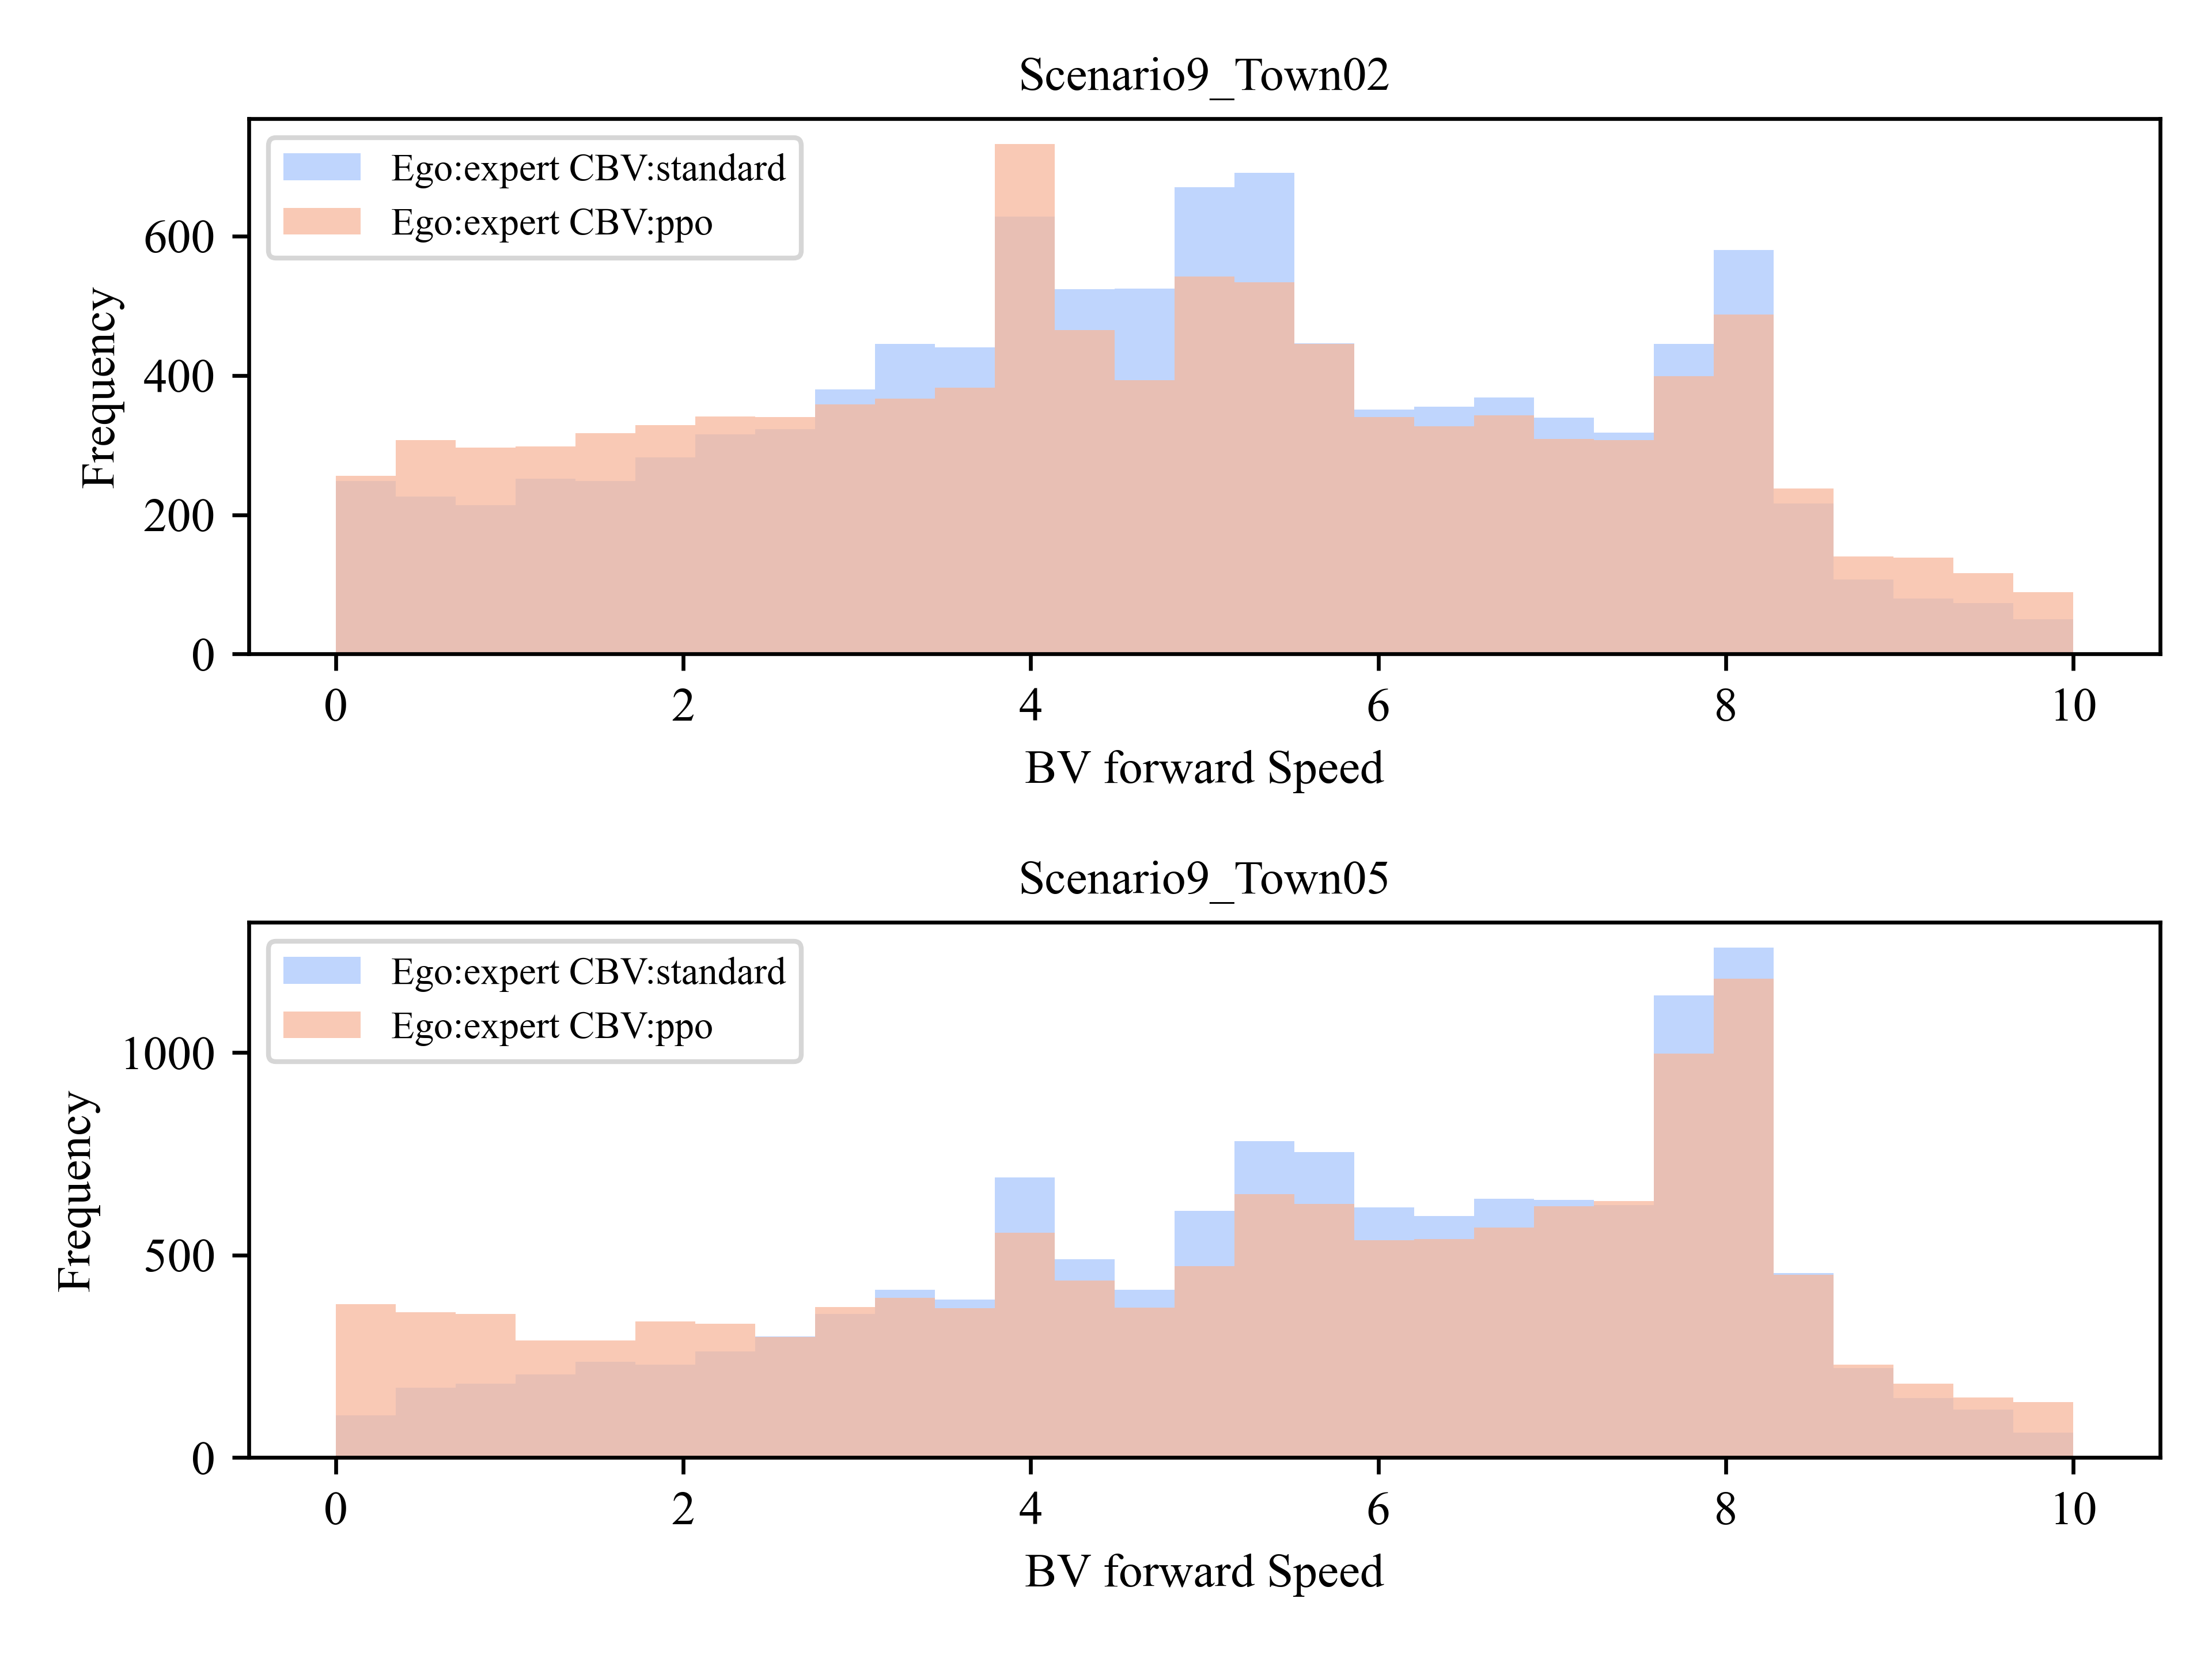 Scenario9_Town02
Ego:expert CBV:standard
Ego:expert CBV:ppo
Frequency
600
400
200
0
0 2 4 6 8 10
BV forward Speed
Scenario9_Town05
Ego:expert CBV:standard
Ego:expert CBV:ppo
Frequency
1000
500
0
0 2 4 6 8 10
BV forward Speed